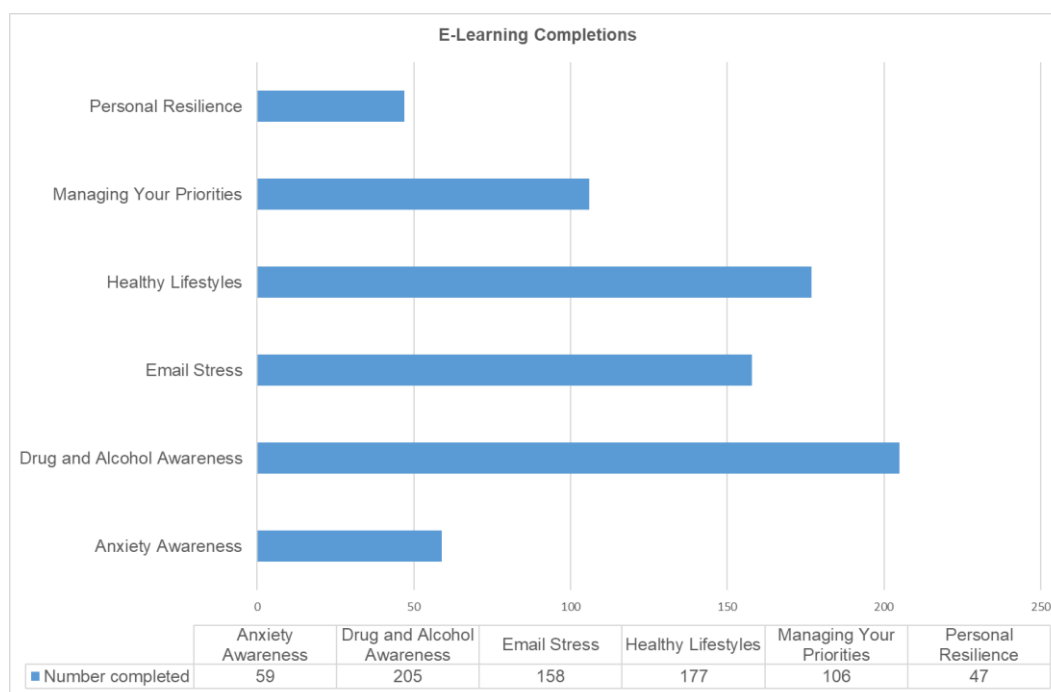 E-Learning Completions
Personal Resilience
Managing Your Priorities
Healthy Lifestyles
Email Stress
Drug and Alcohol Awareness
Anxiety Awareness
0 50 100 150 200 250
Anxiety Awareness Drug and Alcohol Awareness Email Stress Healthy Lifestyles Managing Your Priorities Personal Resilience
Number completed 59 205 158 177 106 47